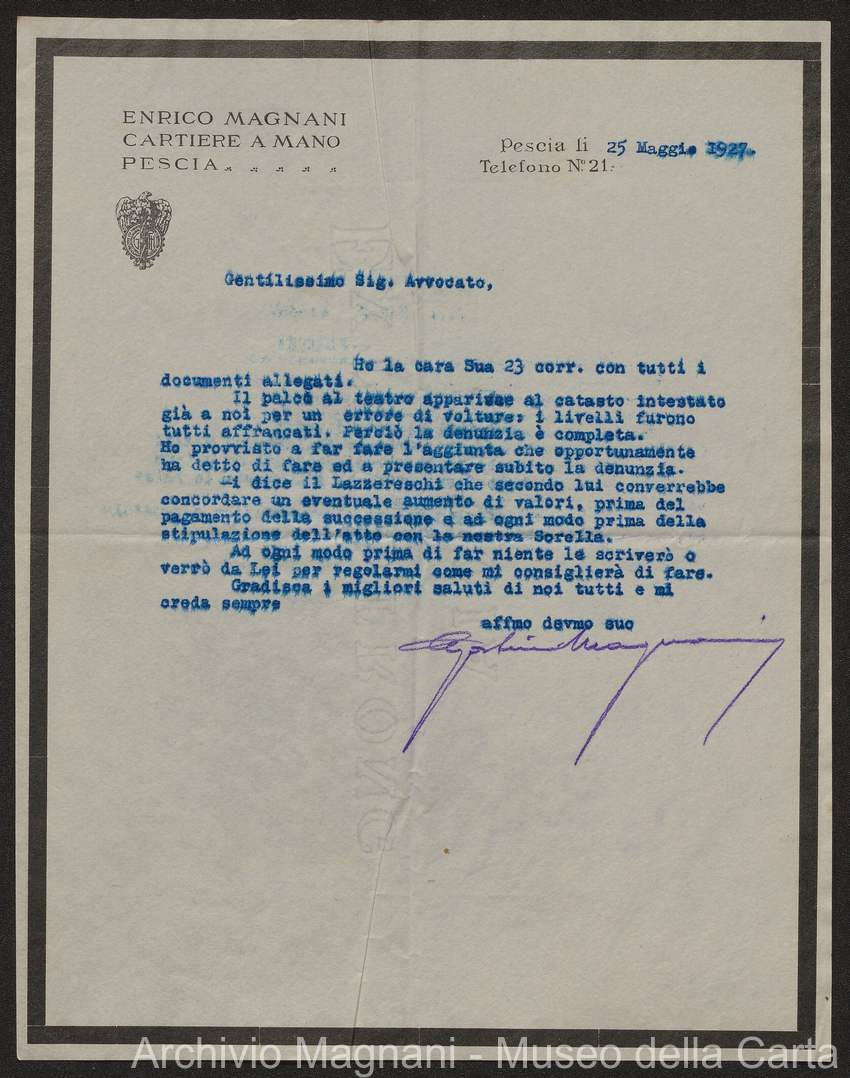 ENRICO MAGNANI
CARTIERE A MANO
PESCIA
Pescia li 25 Maggio 1927.
Telefono Nº 21.
Gentilissimo Sig. Avvocato,
Ho la cara Sua 23 corr. con tutti i
documenti allegati.
Il palco al teatro apparisse al catasto intestato
già a noi per un errore di volture; i livelli furono
tutti affrancati. Perciò la denunzia è completa.
Ho provvisto a far fare l'aggiunta che opportunamente
ha detto di fare ed a presentare subito la denunzia.
Mi dice il Lazzereschi che secondo lui converrebbe
concordare un eventuale aumento di valori, prima del
pagamento della successione e ad ogni modo prima della
stipulazione dell'atto con la nostra Sorella.
Ad ogni modo prima di far niente le scriverò o
verrò da Lei per regolarmi come mi consiglierà di fare.
Gradisca i migliori saluti di noi tutti e mi
creda sempre
affmo devmo suo
Magnani
Archivio Magnani - Museo della Carta